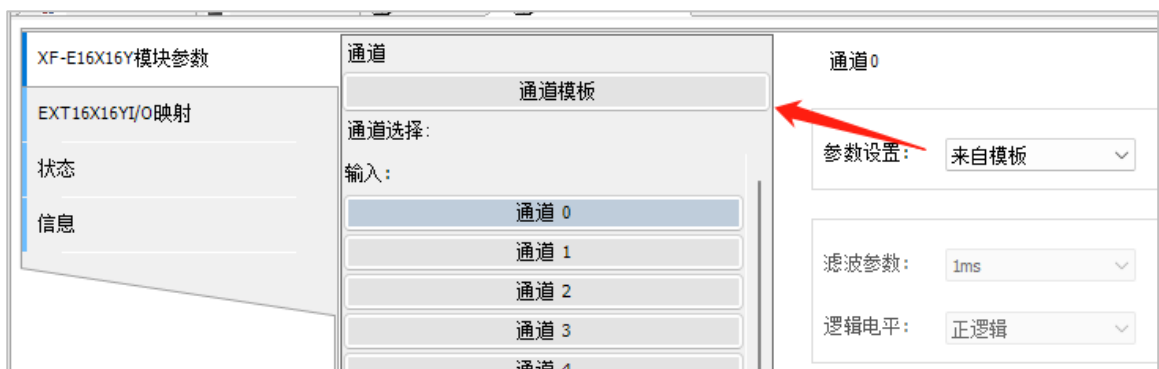 XF-E16X16Y模块参数
EXT16X16YI/O映射
状态
信息
通道
通道模板
通道选择:
输入:
通道 0
通道 1
通道 2
通道 3
通道 4
通道0
参数设置: 来自模板
滤波参数: 1ms
逻辑电平: 正逻辑